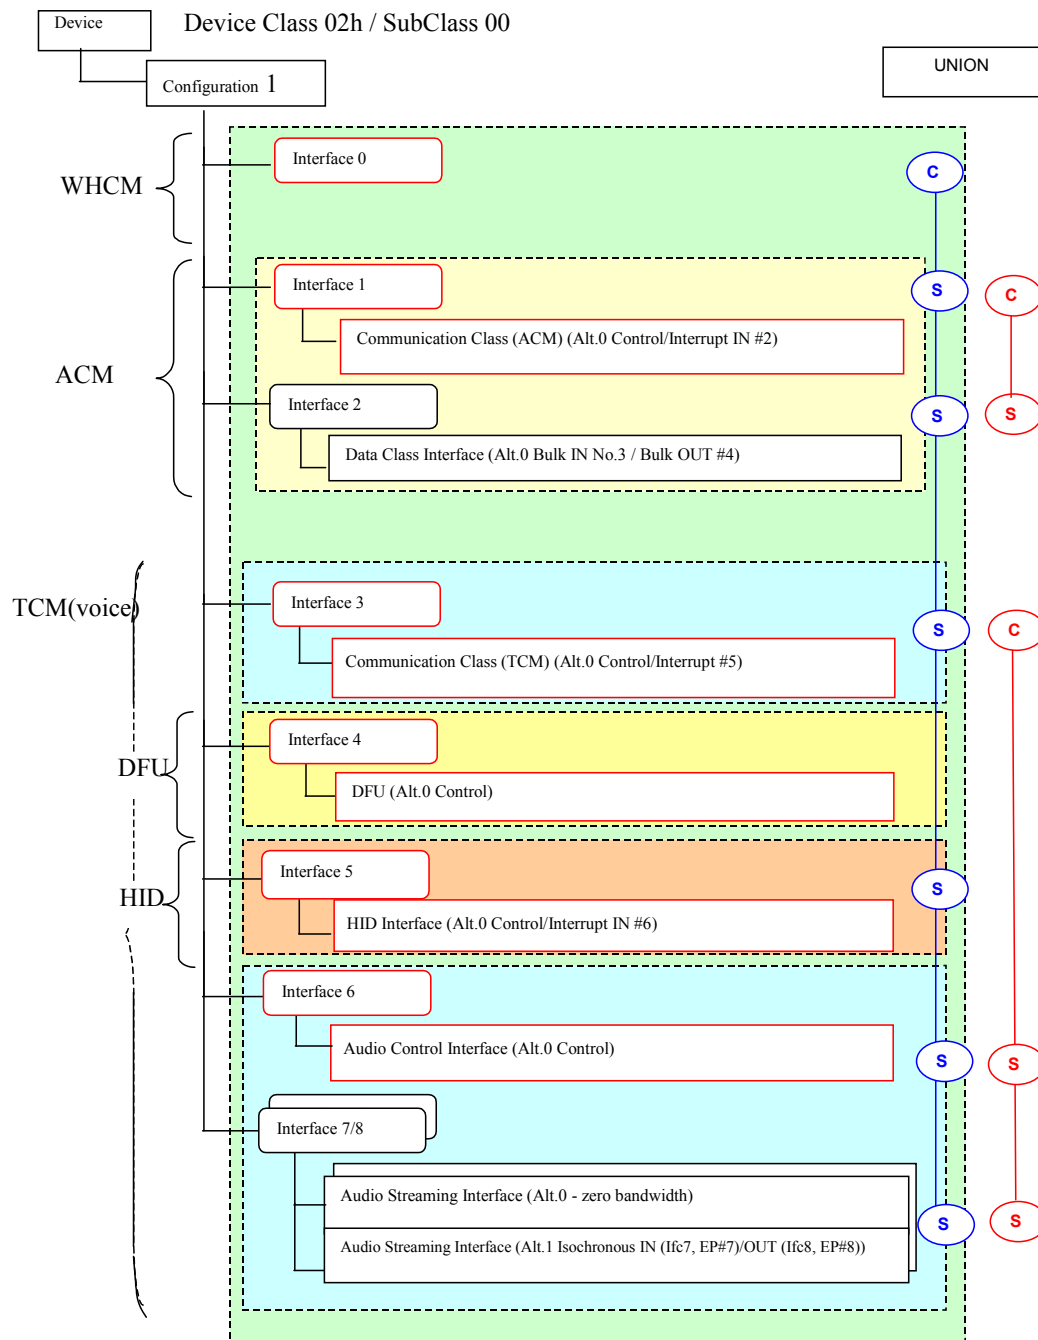 Device
Device Class 02h / SubClass 00
UNION
Configuration 1
WHCM
Interface 0
C
ACM
Interface 1
S
C
Communication Class (ACM) (Alt.0 Control/Interrupt IN #2)
Interface 2
S
S
Data Class Interface (Alt.0 Bulk IN No.3 / Bulk OUT #4)
TCM(voice)
Interface 3
S
C
Communication Class (TCM) (Alt.0 Control/Interrupt #5)
DFU
Interface 4
DFU (Alt.0 Control)
HID
Interface 5
S
HID Interface (Alt.0 Control/Interrupt IN #6)
Interface 6
Audio Control Interface (Alt.0 Control)
S
S
Interface 7/8
Audio Streaming Interface (Alt.0 - zero bandwidth)
S
S
Audio Streaming Interface (Alt.1 Isochronous IN (Ifc7, EP#7)/OUT (Ifc8, EP#8))